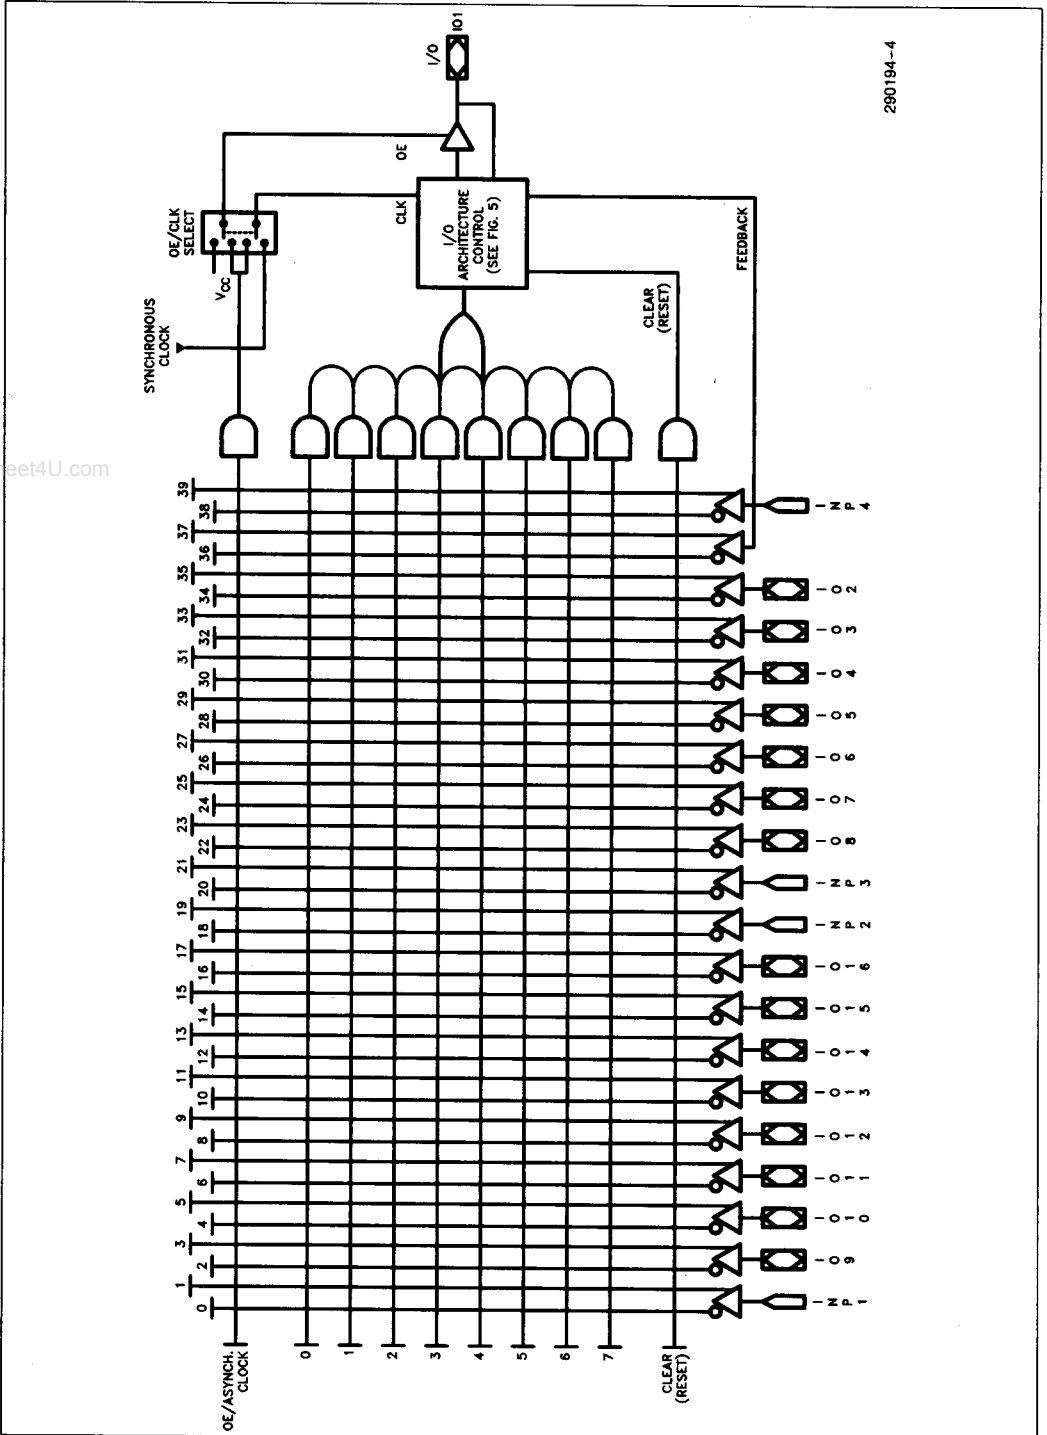 290194-4
I/O IO1
OE
OE/CLK
SELECT
VCC
SYNCHRONOUS
CLOCK
CLK
I/O
ARCHITECTURE
CONTROL
(SEE FIG. 5)
CLEAR
(RESET)
FEEDBACK
0 1 2 3 4 5 6 7 8 9 10 11 12 13 14 15 16 17 18 19 20 21 22 23 24 25 26 27 28 29 30 31 32 33 34 35 36 37 38 39
OE/ASYNCH.
CLOCK
0
1
2
3
4
5
6
7
CLEAR
(RESET)
INP1
IO9
IO10
IO11
IO12
IO13
IO14
IO15
IO16
INP2
INP3
IO8
IO7
IO6
IO5
IO4
IO3
IO2
INP4
eet4U.com